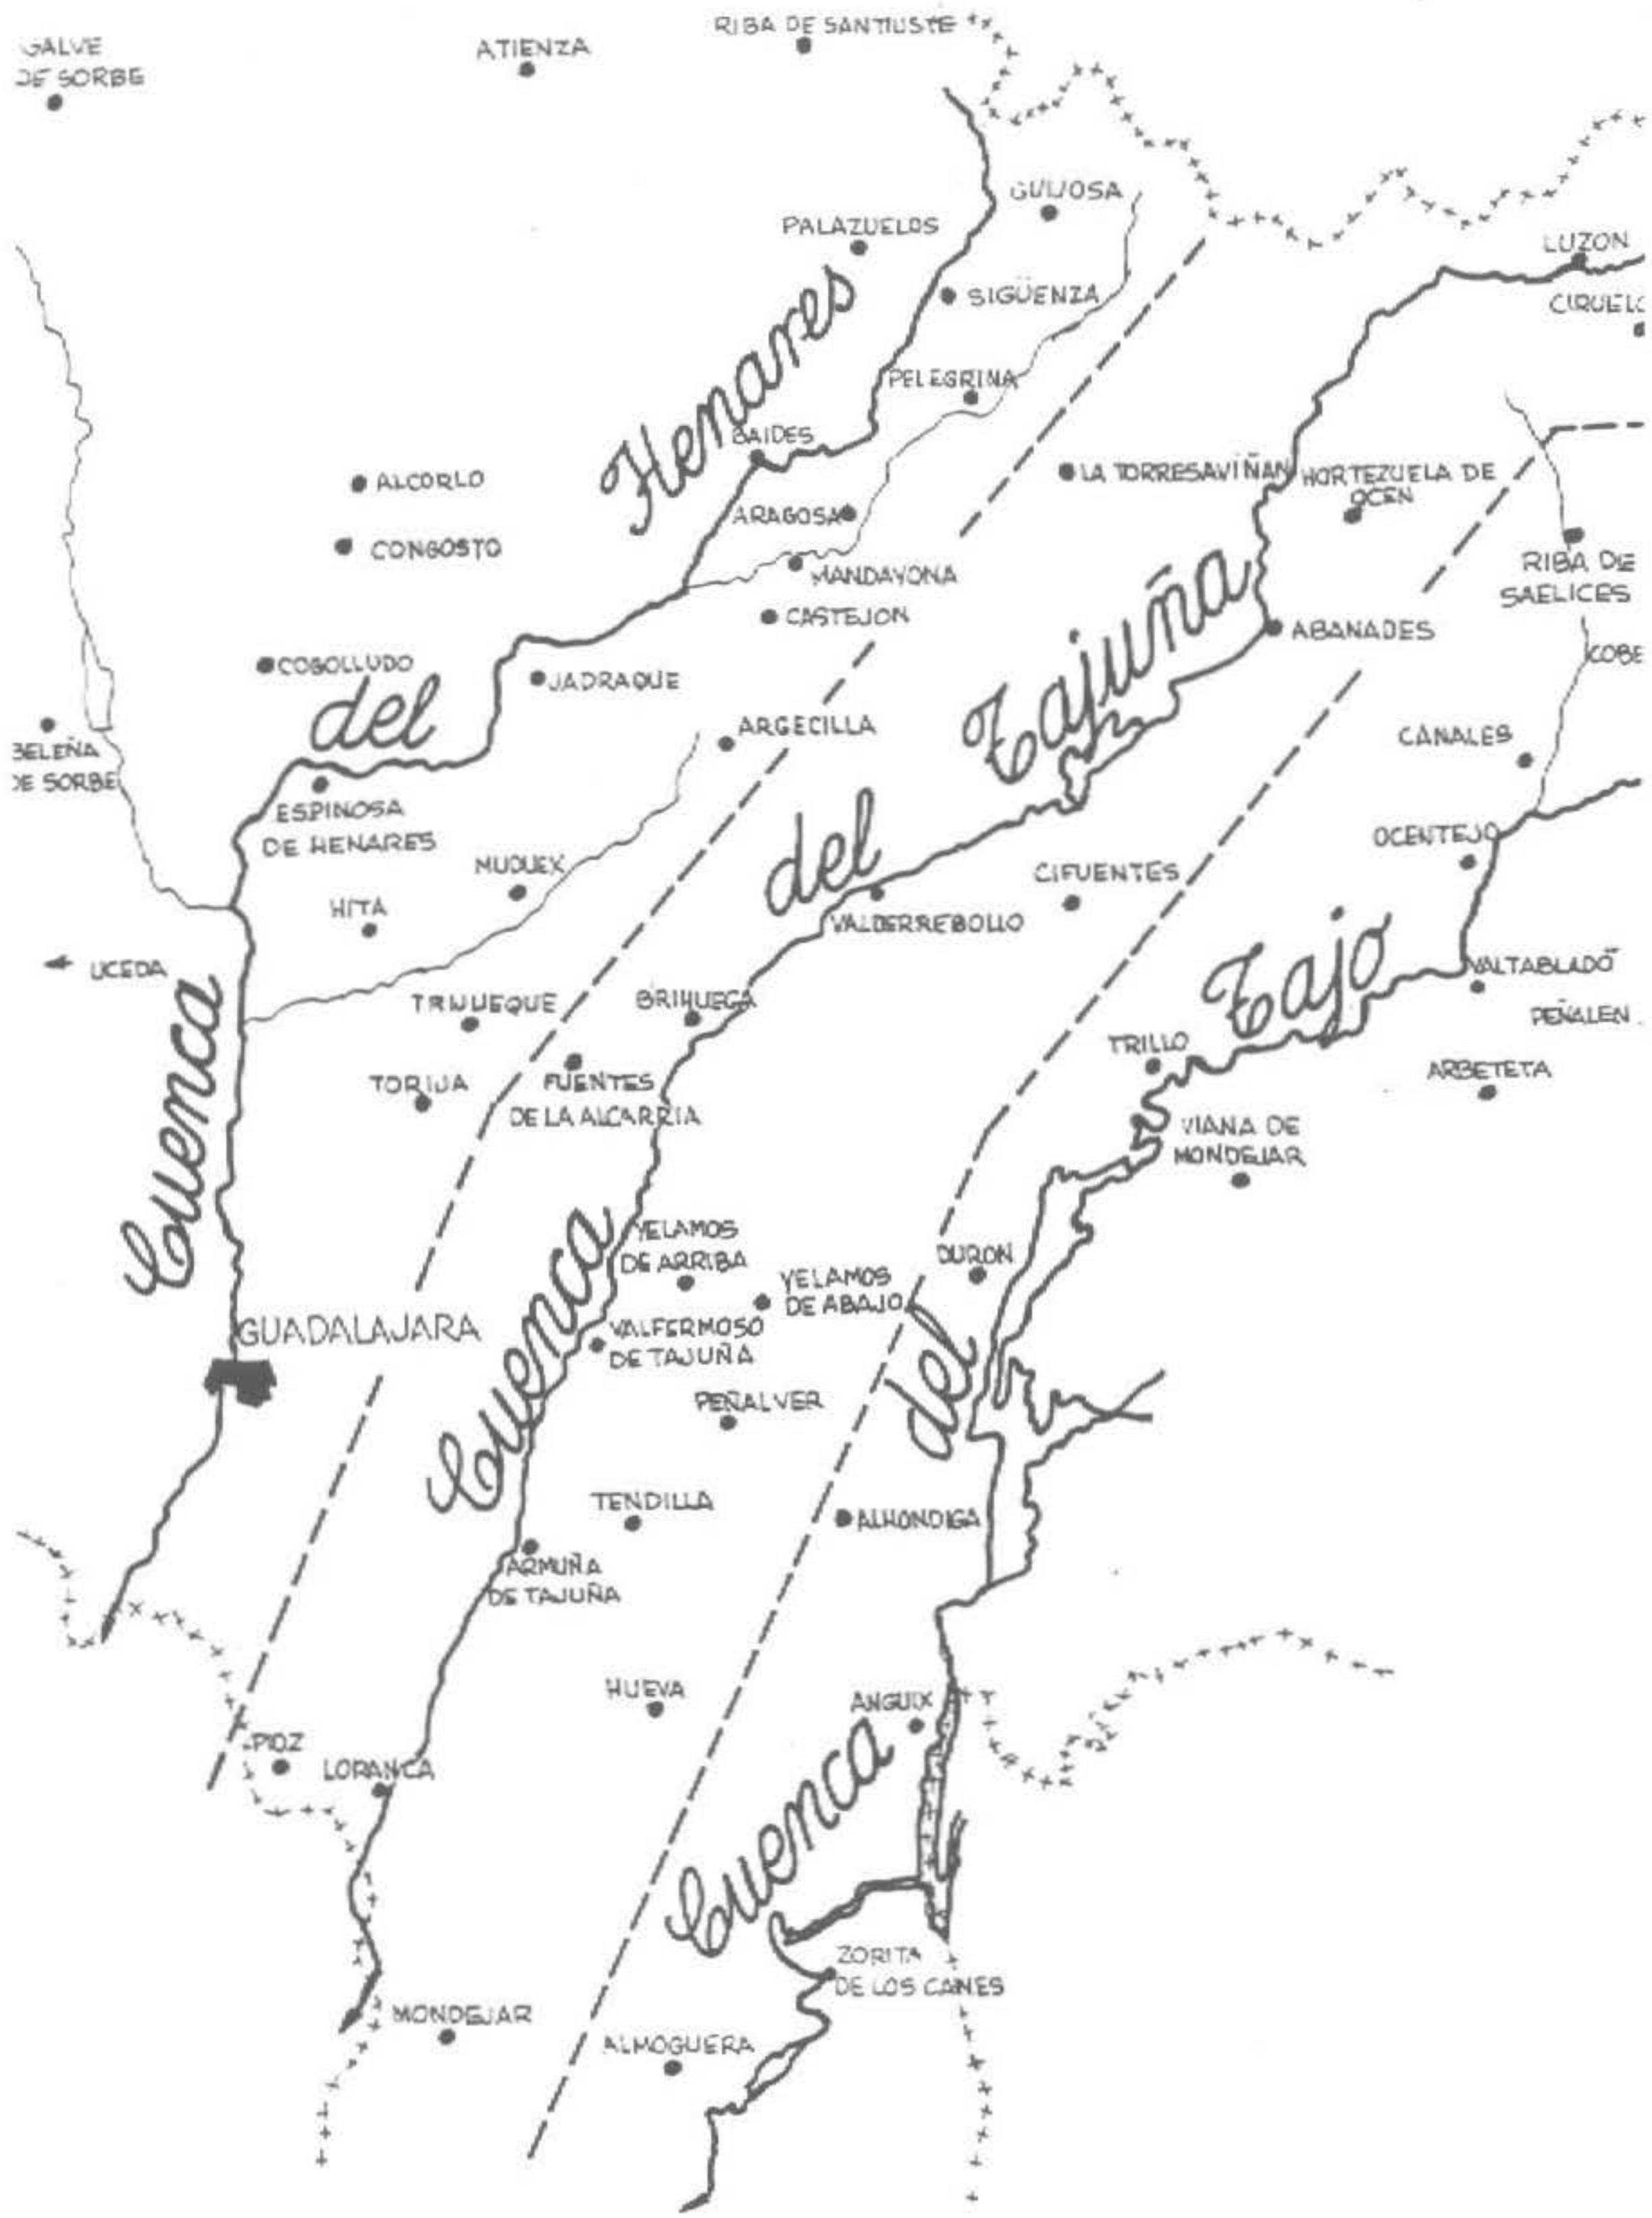 RIBA DE SANTIUSTE
GALVE
DE SORBE
ATIENZA
GUIJOSA
PALAZUELOS
LUZON
SIGÜENZA
CIRUELO
PELEGRINA
Henares
BAIDES
ALCORLO
LA TORRESAVIÑAN
HORTEZUELA DE
OCEN
ARAGOSA
CONGOSTO
MANDAYONA
RIBA DE
SAELICES
CASTEJON
Tajuña
ABANADES
COBE
COGOLLUDO
JADRAQUE
del
ARGECILLA
CANALES
BELEÑA
DE SORBE
ESPINOSA
DE HENARES
OCENTEJO
MUDUEX
del
CIFUENTES
HITA
VALDERREBOLLO
UCEDA
Tajo
VALTABLADO
TRIJUEQUE
BRIHUEGA
PEÑALEN
Cuenca
TRILLO
TORIJA
FUENTES
DE LA ALCARRIA
ARBETETA
VIANA DE
MONDEJAR
YELAMOS
DE ARRIBA
DURON
YELAMOS
DE ABAJO
GUADALAJARA
VALFERMOSO
DE TAJUÑA
Cuenca
del
PEÑALVER
TENDILLA
ALHONDIGA
ARMUÑA
DE TAJUÑA
HUEVA
ANGUIX
PIOZ
LORANCA
Cuenca
ZORITA
DE LOS CANES
MONDEJAR
ALMOGUERA